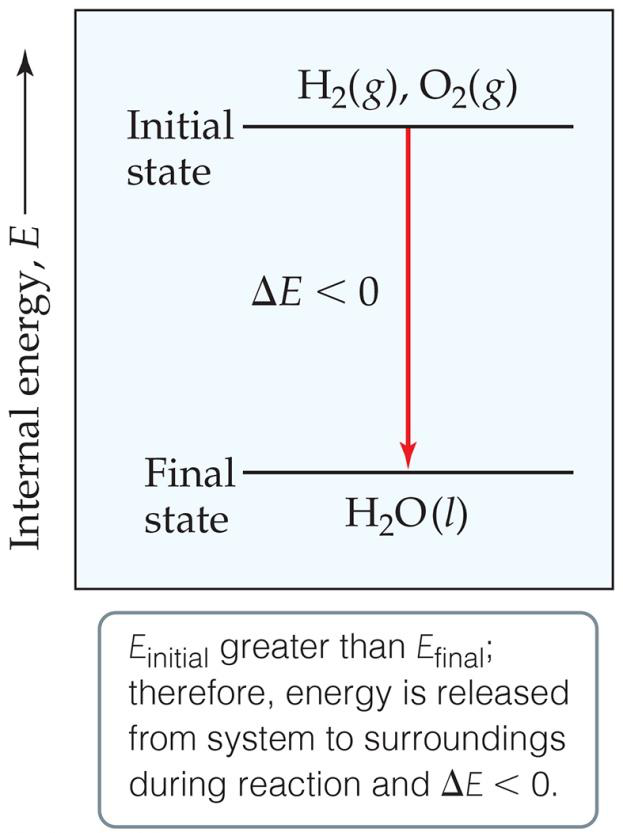 Internal energy, E
H₂(g), O₂(g)
Initial
state
ΔE < 0
Final
state
H₂O(l)
Einitial greater than Efinal;
therefore, energy is released
from system to surroundings
during reaction and ΔE < 0.